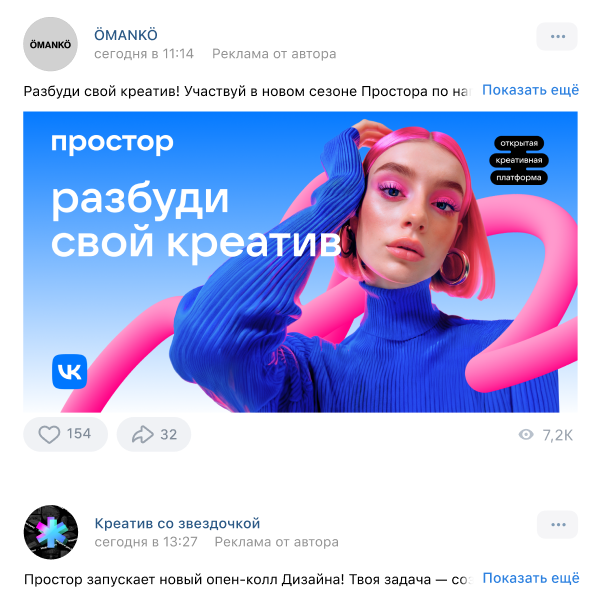 ÖMANKÖ
ÖMANKÖ
сегодня в 11:14 Реклама от автора
Разбуди свой креатив! Участвуй в новом сезоне Простора по Показать ещё
простор
открытая
креативная
платформа
разбуди
свой креатив
VK
154 32 7,2K
Креатив со звездочкой
сегодня в 13:27 Реклама от автора
Простор запускает новый опен-колл Дизайна! Твоя задача — Показать ещё